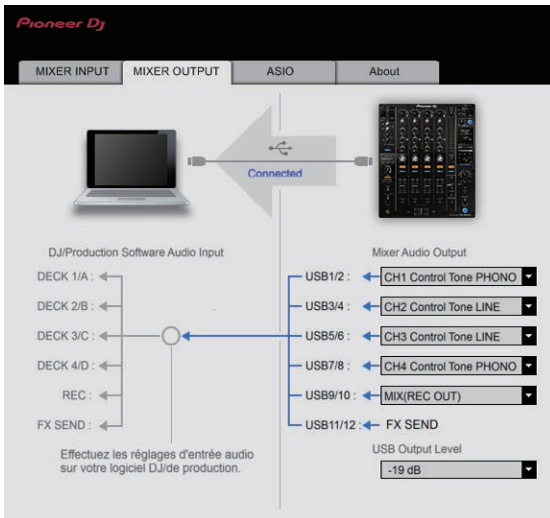 Pioneer Dj
MIXER INPUT
MIXER OUTPUT
ASIO
About
Connected
DJ/Production Software Audio Input
DECK 1/A :
DECK 2/B :
DECK 3/C :
DECK 4/D :
REC :
FX SEND :
Effectuez les réglages d'entrée audio
sur votre logiciel DJ/de production.
Mixer Audio Output
USB1/2 : CH1 Control Tone PHONO
USB3/4 : CH2 Control Tone LINE
USB5/6 : CH3 Control Tone LINE
USB7/8 : CH4 Control Tone PHONO
USB9/10 : MIX(REC OUT)
USB11/12 : FX SEND
USB Output Level
-19 dB